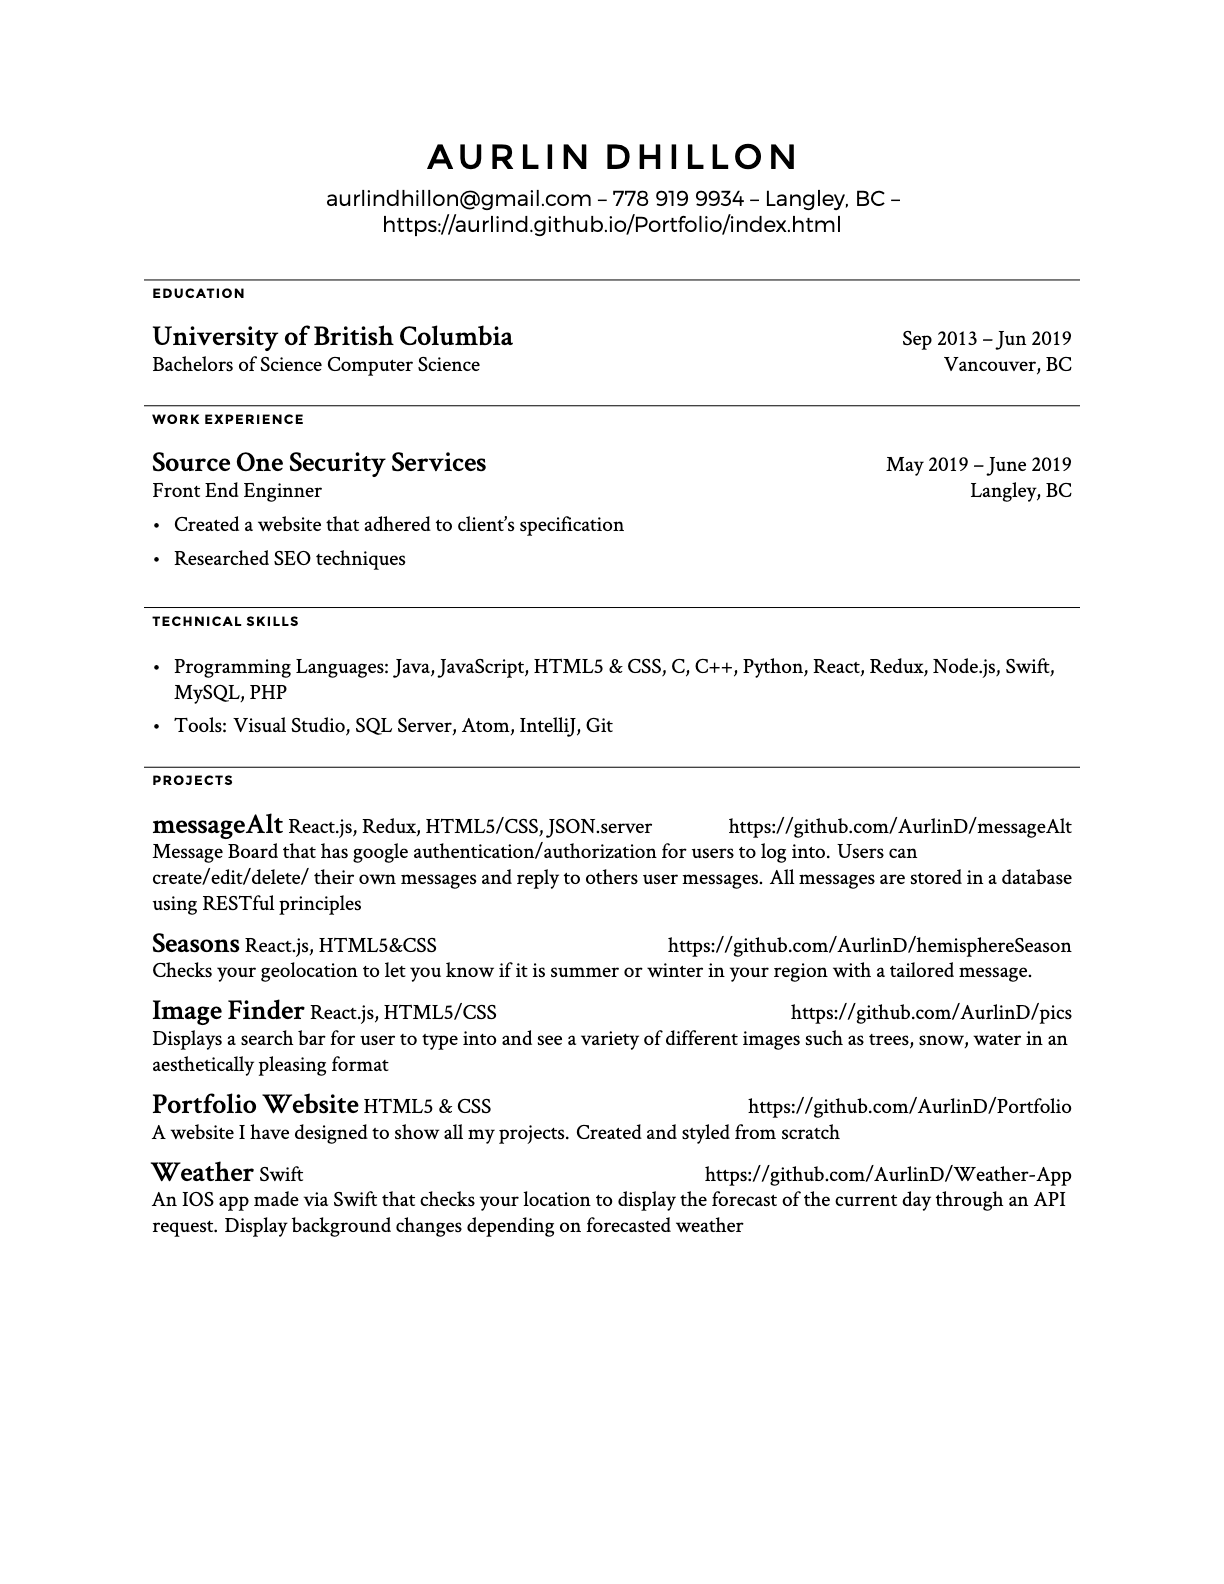 AURLIN DHILLON
aurlindhillon@gmail.com – 778 919 9934 – Langley, BC –
https://aurlind.github.io/Portfolio/index.html
EDUCATION
University of British Columbia Sep 2013 – Jun 2019
Bachelors of Science Computer Science Vancouver, BC
WORK EXPERIENCE
Source One Security Services May 2019 – June 2019
Front End Enginner Langley, BC
• Created a website that adhered to client’s specification
• Researched SEO techniques
TECHNICAL SKILLS
• Programming Languages: Java, JavaScript, HTML5 & CSS, C, C++, Python, React, Redux, Node.js, Swift,
MySQL, PHP
• Tools: Visual Studio, SQL Server, Atom, IntelliJ, Git
PROJECTS
messageAlt React.js, Redux, HTML5/CSS, JSON.server https://github.com/AurlinD/messageAlt
Message Board that has google authentication/authorization for users to log into. Users can
create/edit/delete/ their own messages and reply to others user messages. All messages are stored in a database
using RESTful principles
Seasons React.js, HTML5&CSS https://github.com/AurlinD/hemisphereSeason
Checks your geolocation to let you know if it is summer or winter in your region with a tailored message.
Image Finder React.js, HTML5/CSS https://github.com/AurlinD/pics
Displays a search bar for user to type into and see a variety of different images such as trees, snow, water in an
aesthetically pleasing format
Portfolio Website HTML5 & CSS https://github.com/AurlinD/Portfolio
A website I have designed to show all my projects. Created and styled from scratch
Weather Swift https://github.com/AurlinD/Weather-App
An IOS app made via Swift that checks your location to display the forecast of the current day through an API
request. Display background changes depending on forecasted weather